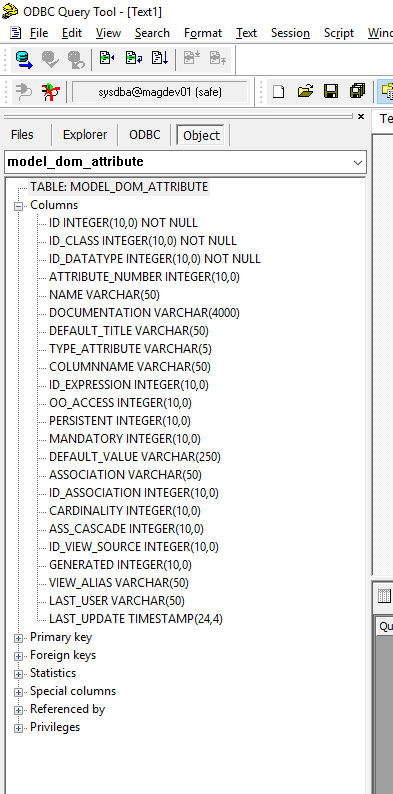 ODBC Query Tool - [Text1]
File Edit View Search Format Text Session Script
sysdba@magdev01 (safe)
Files Explorer ODBC Object
model_dom_attribute
TABLE: MODEL_DOM_ATTRIBUTE
Columns
ID INTEGER(10,0) NOT NULL
ID_CLASS INTEGER(10,0) NOT NULL
ID_DATATYPE INTEGER(10,0) NOT NULL
ATTRIBUTE_NUMBER INTEGER(10,0)
NAME VARCHAR(50)
DOCUMENTATION VARCHAR(4000)
DEFAULT_TITLE VARCHAR(50)
TYPE_ATTRIBUTE VARCHAR(5)
COLUMNNAME VARCHAR(50)
ID_EXPRESSION INTEGER(10,0)
OO_ACCESS INTEGER(10,0)
PERSISTENT INTEGER(10,0)
MANDATORY INTEGER(10,0)
DEFAULT_VALUE VARCHAR(250)
ASSOCIATION VARCHAR(50)
ID_ASSOCIATION INTEGER(10,0)
CARDINALITY INTEGER(10,0)
ASS_CASCADE INTEGER(10,0)
ID_VIEW_SOURCE INTEGER(10,0)
GENERATED INTEGER(10,0)
VIEW_ALIAS VARCHAR(50)
LAST_USER VARCHAR(50)
LAST_UPDATE TIMESTAMP(24,4)
Primary key
Foreign keys
Statistics
Special columns
Referenced by
Privileges